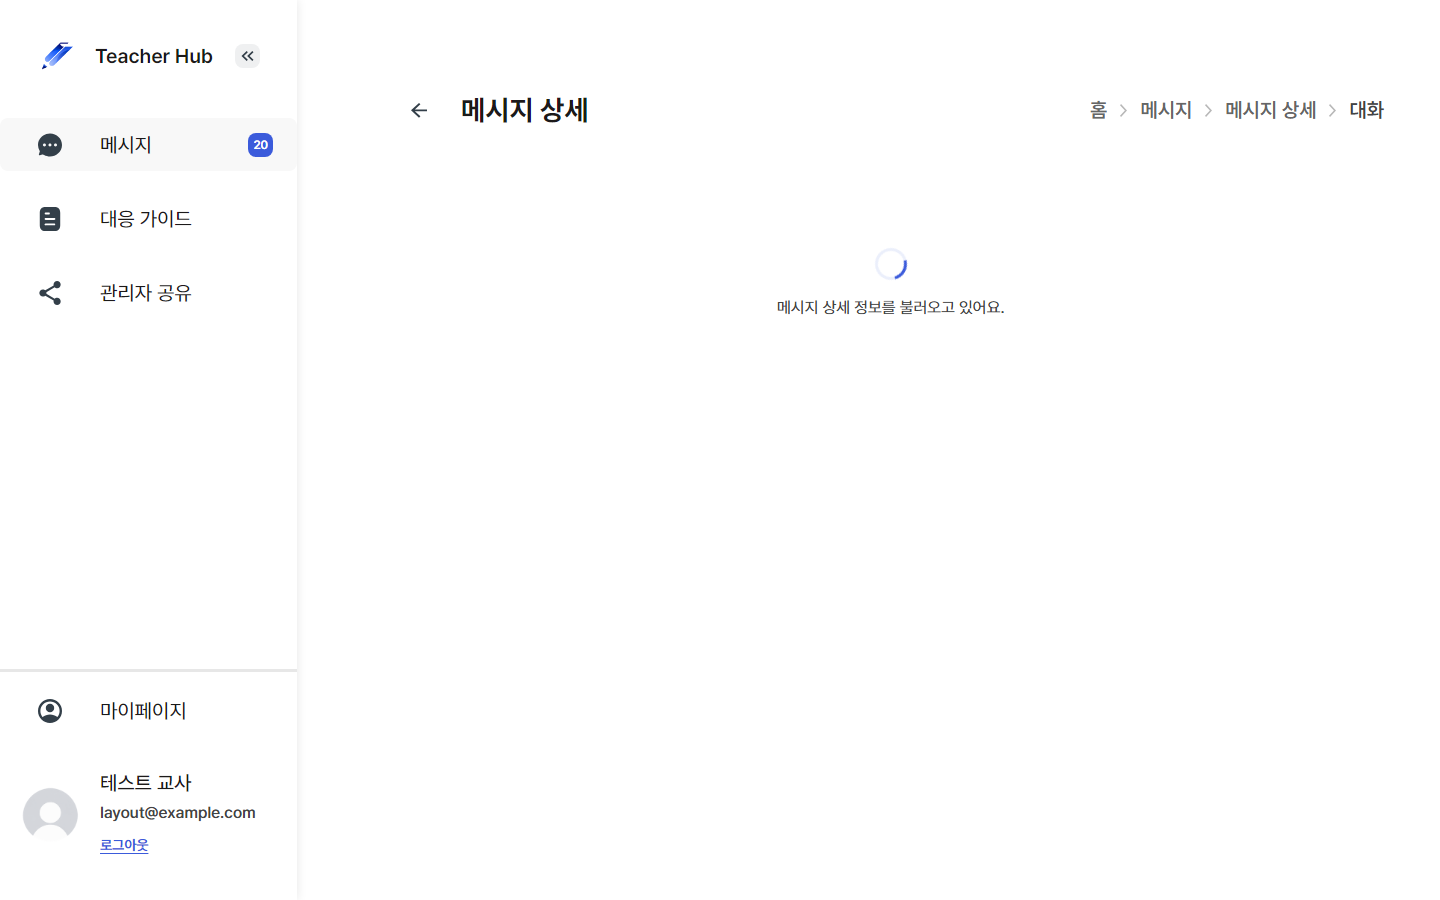 Teacher Hub
메시지 20
대응 가이드
관리자 공유
마이페이지
테스트 교사
layout@example.com
로그아웃
메시지 상세
홈 > 메시지 > 메시지 상세 > 대화
메시지 상세 정보를 불러오고 있어요.